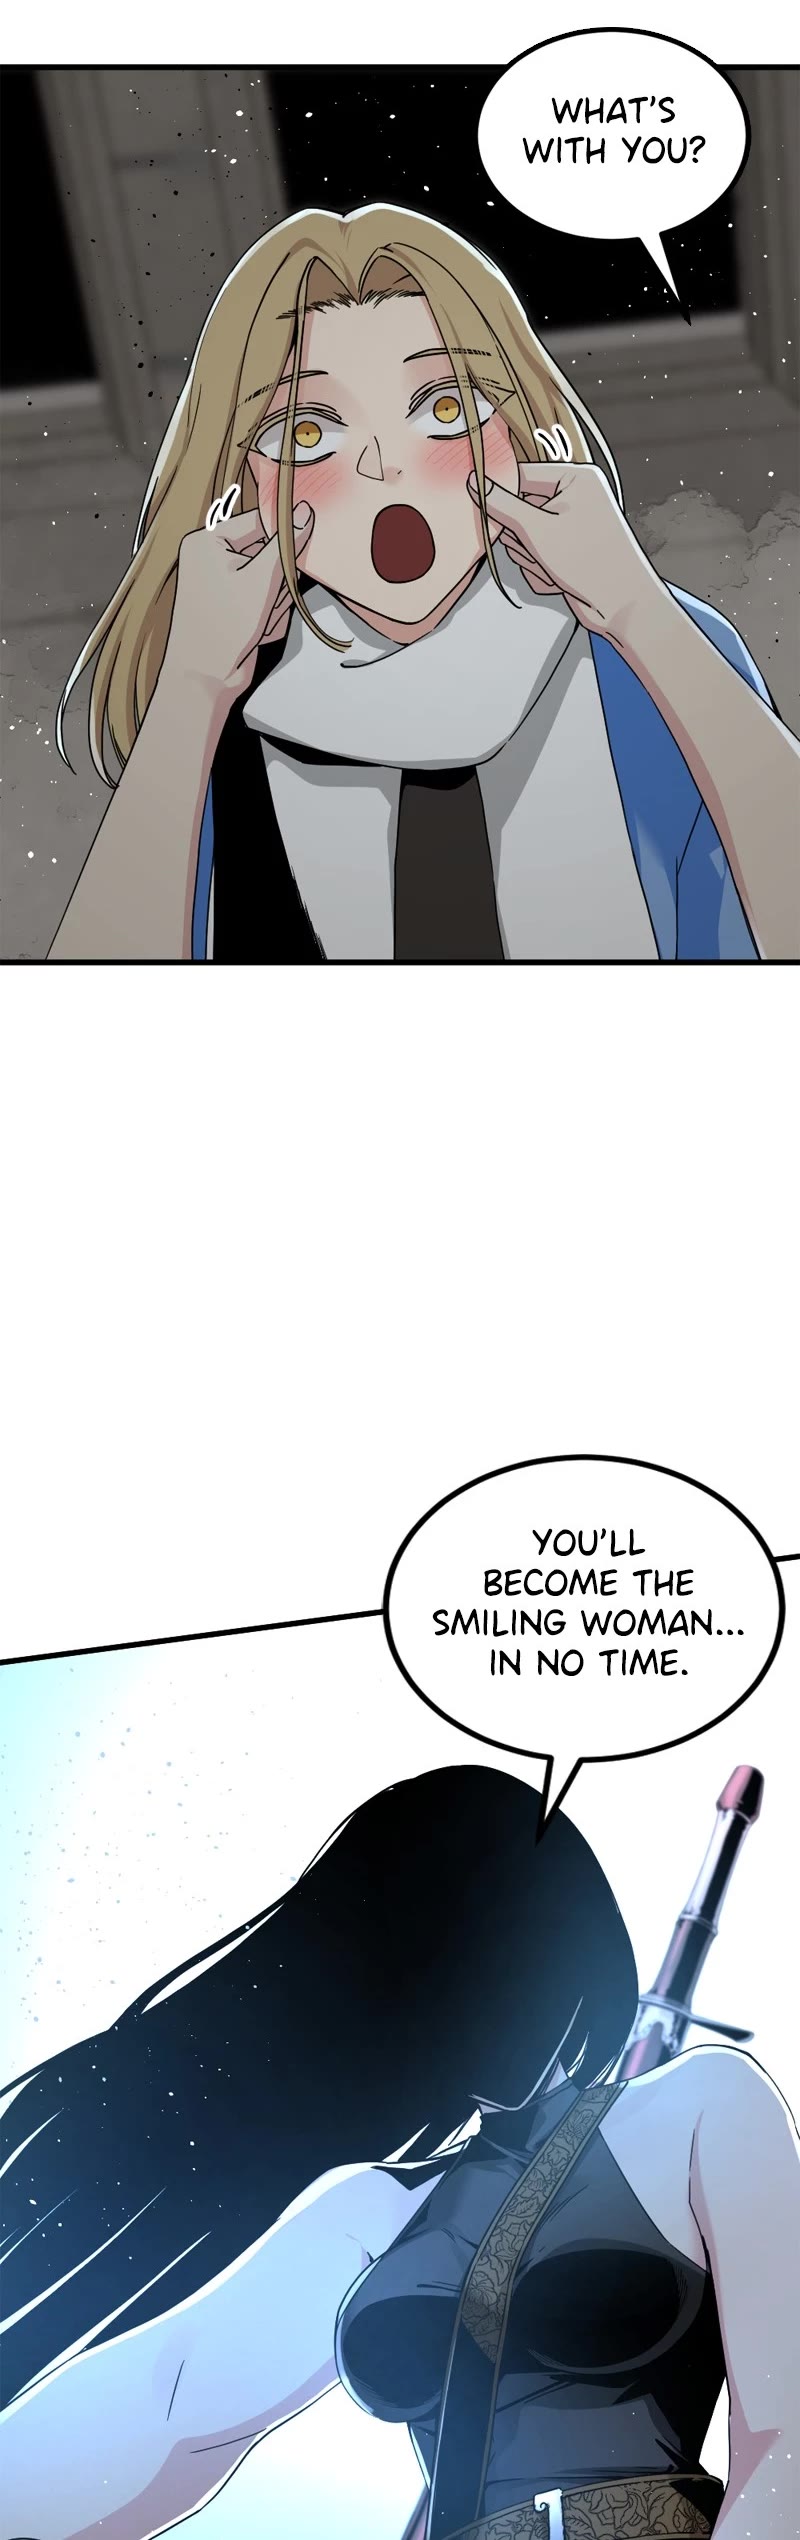 WHAT'S
WITH YOU?
YOU'LL
BECOME THE
SMILING WOMAN...
IN NO TIME.